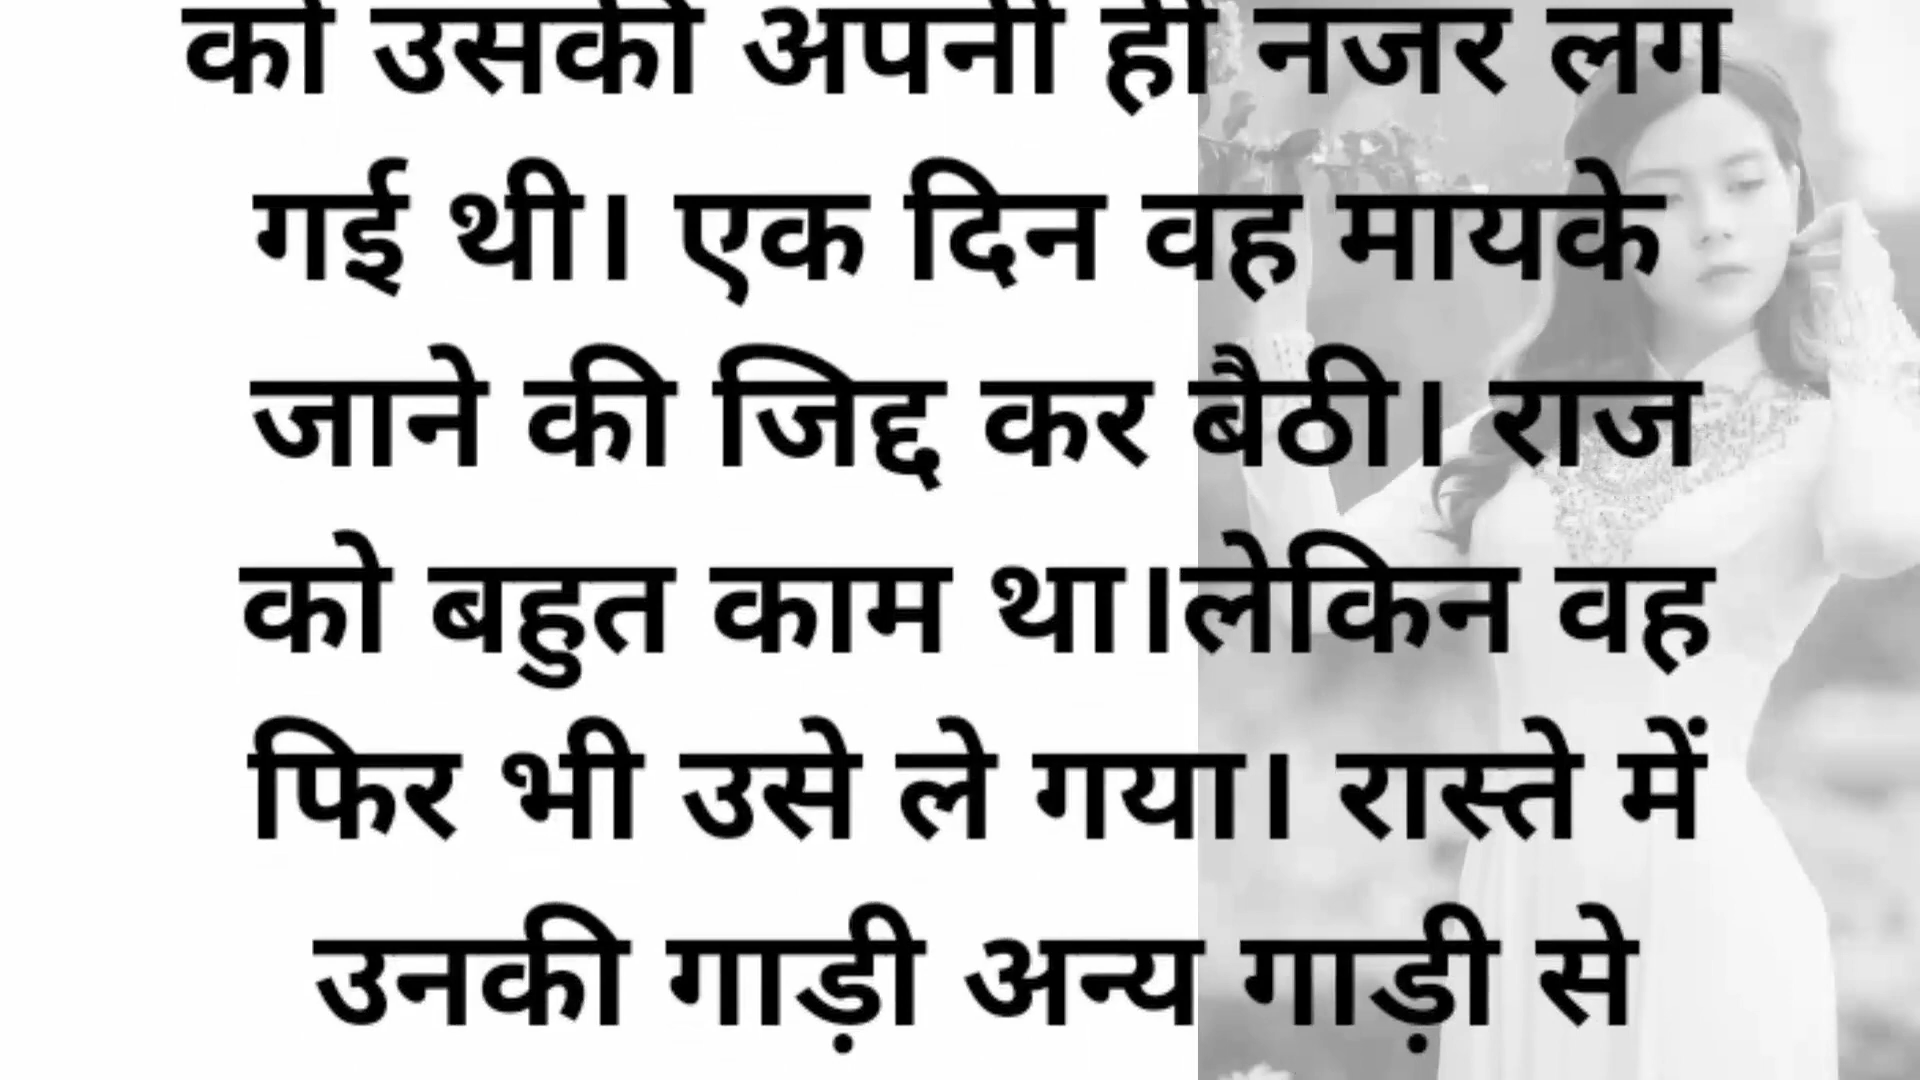 को उसकी अपनी ही नजर लग
गई थी। एक दिन वह मायके
जाने की जिद्द कर बैठी। राज
को बहुत काम था।लेकिन वह
फिर भी उसे ले गया। रास्ते में
उनकी गाड़ी अन्य गाड़ी से